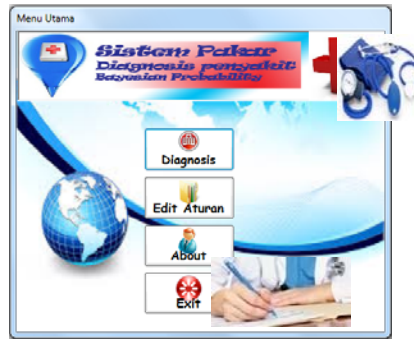 Menu Utama
Sistem Pakar
Diagnosis penyakit
Bayesian Probability
Diagnosis
Edit Aturan
About
Exit